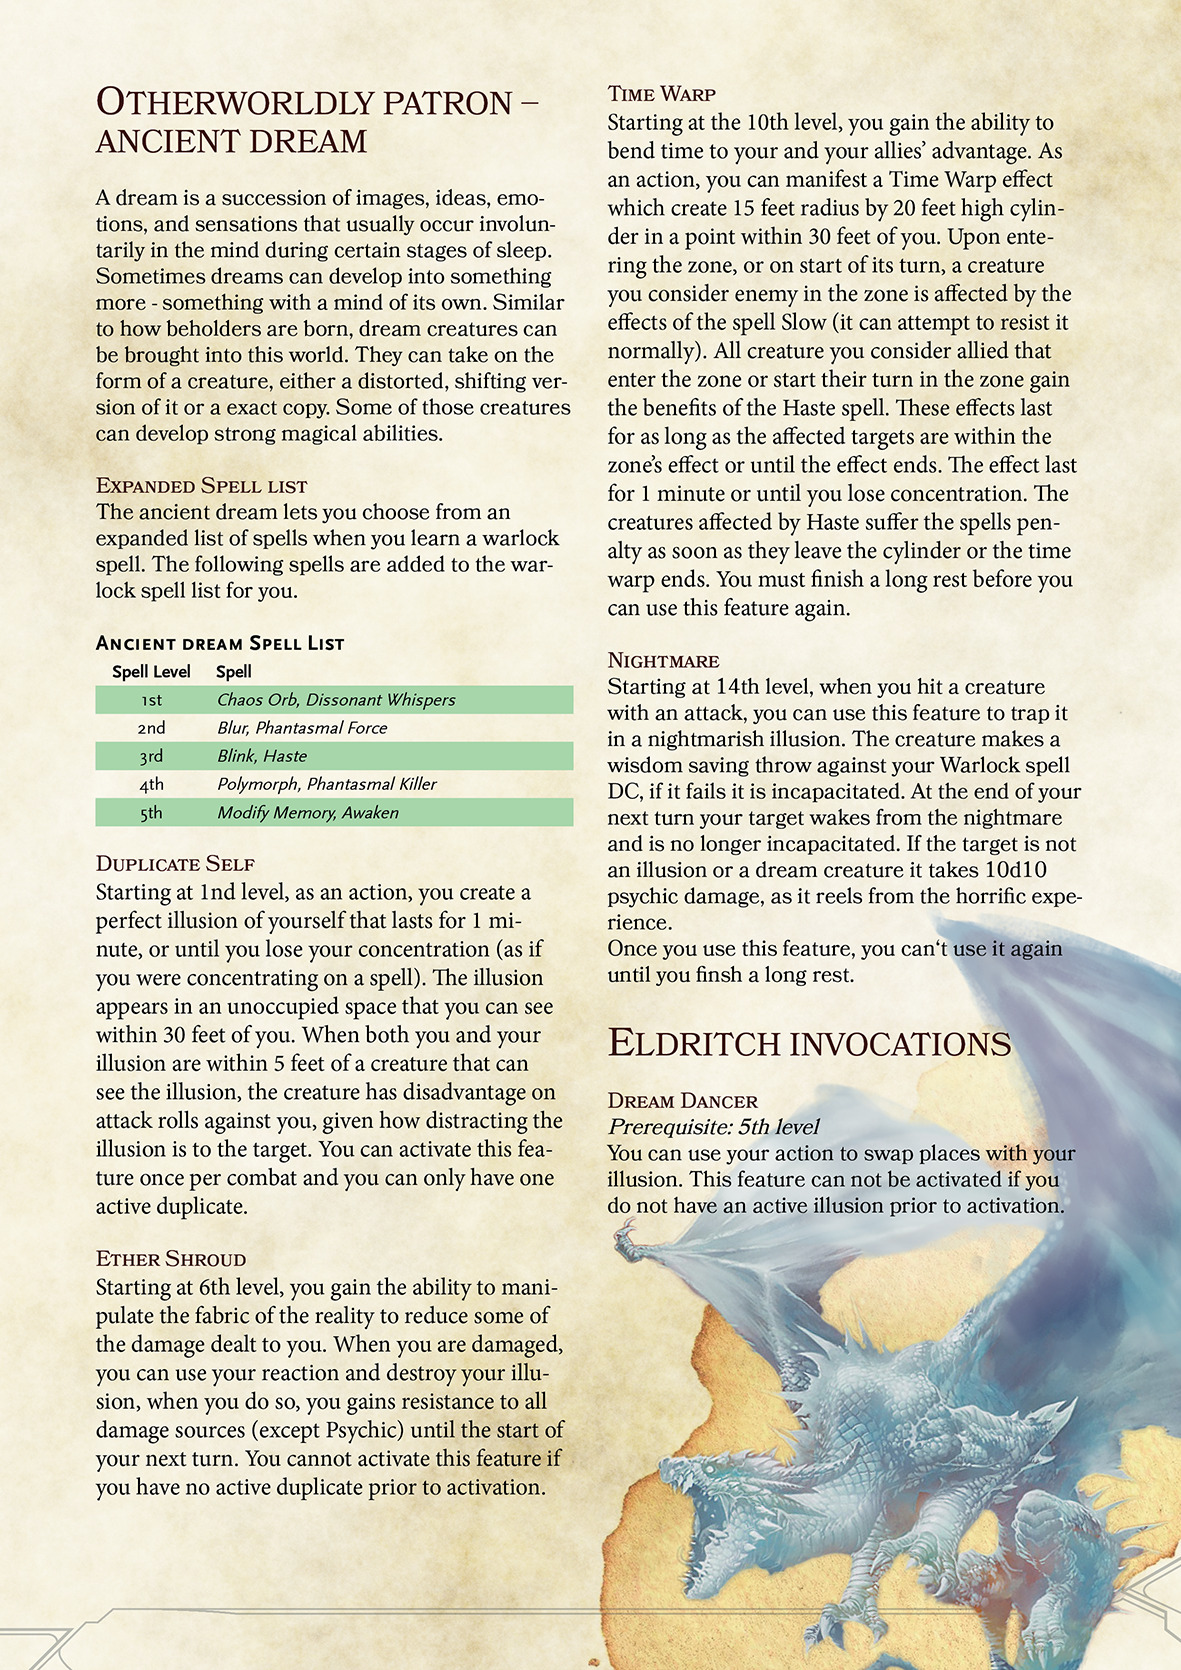 Otherworldly patron –
ancient dream
A dream is a succession of images, ideas, emo-
tions, and sensations that usually occur involun-
tarily in the mind during certain stages of sleep.
Sometimes dreams can develop into something
more - something with a mind of its own. Similar
to how beholders are born, dream creatures can
be brought into this world. They can take on the
form of a creature, either a distorted, shifting ver-
sion of it or a exact copy. Some of those creatures
can develop strong magical abilities.
Expanded Spell list
The ancient dream lets you choose from an
expanded list of spells when you learn a warlock
spell. The following spells are added to the war-
lock spell list for you.
Ancient dream Spell List
Spell Level Spell
1st Chaos Orb, Dissonant Whispers
2nd Blur, Phantasmal Force
3rd Blink, Haste
4th Polymorph, Phantasmal Killer
5th Modify Memory, Awaken
Duplicate Self
Starting at 1nd level, as an action, you create a
perfect illusion of yourself that lasts for 1 mi-
nute, or until you lose your concentration (as if
you were concentrating on a spell). The illusion
appears in an unoccupied space that you can see
within 30 feet of you. When both you and your
illusion are within 5 feet of a creature that can
see the illusion, the creature has disadvantage on
attack rolls against you, given how distracting the
illusion is to the target. You can activate this fea-
ture once per combat and you can only have one
active duplicate.
Ether Shroud
Starting at 6th level, you gain the ability to mani-
pulate the fabric of the reality to reduce some of
the damage dealt to you. When you are damaged,
you can use your reaction and destroy your illu-
sion, when you do so, you gains resistance to all
damage sources (except Psychic) until the start of
your next turn. You cannot activate this feature if
you have no active duplicate prior to activation.
Time Warp
Starting at the 10th level, you gain the ability to
bend time to your and your allies’ advantage. As
an action, you can manifest a Time Warp effect
which create 15 feet radius by 20 feet high cylin-
der in a point within 30 feet of you. Upon ente-
ring the zone, or on start of its turn, a creature
you consider enemy in the zone is affected by the
effects of the spell Slow (it can attempt to resist it
normally). All creature you consider allied that
enter the zone or start their turn in the zone gain
the benefits of the Haste spell. These effects last
for as long as the affected targets are within the
zone’s effect or until the effect ends. The effect last
for 1 minute or until you lose concentration. The
creatures affected by Haste suffer the spells pen-
alty as soon as they leave the cylinder or the time
warp ends. You must finish a long rest before you
can use this feature again.
Nightmare
Starting at 14th level, when you hit a creature
with an attack, you can use this feature to trap it
in a nightmarish illusion. The creature makes a
wisdom saving throw against your Warlock spell
DC, if it fails it is incapacitated. At the end of your
next turn your target wakes from the nightmare
and is no longer incapacitated. If the target is not
an illusion or a dream creature it takes 10d10
psychic damage, as it reels from the horrific expe-
rience.
Once you use this feature, you can‘t use it again
until you finsh a long rest.
Eldritch invocations
Dream Dancer
Prerequisite: 5th level
You can use your action to swap places with your
illusion. This feature can not be activated if you
do not have an active illusion prior to activation.